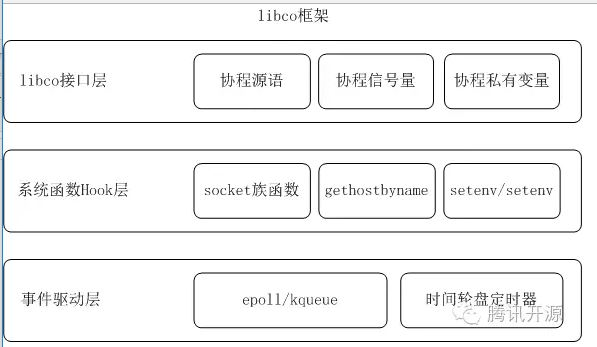 libco框架
libco接口层
协程源语
协程信号量
协程私有变量
系统函数Hook层
socket族函数
gethostbyname
setenv/setenv
事件驱动层
epoll/kqueue
时间轮盘定时器
腾讯开源